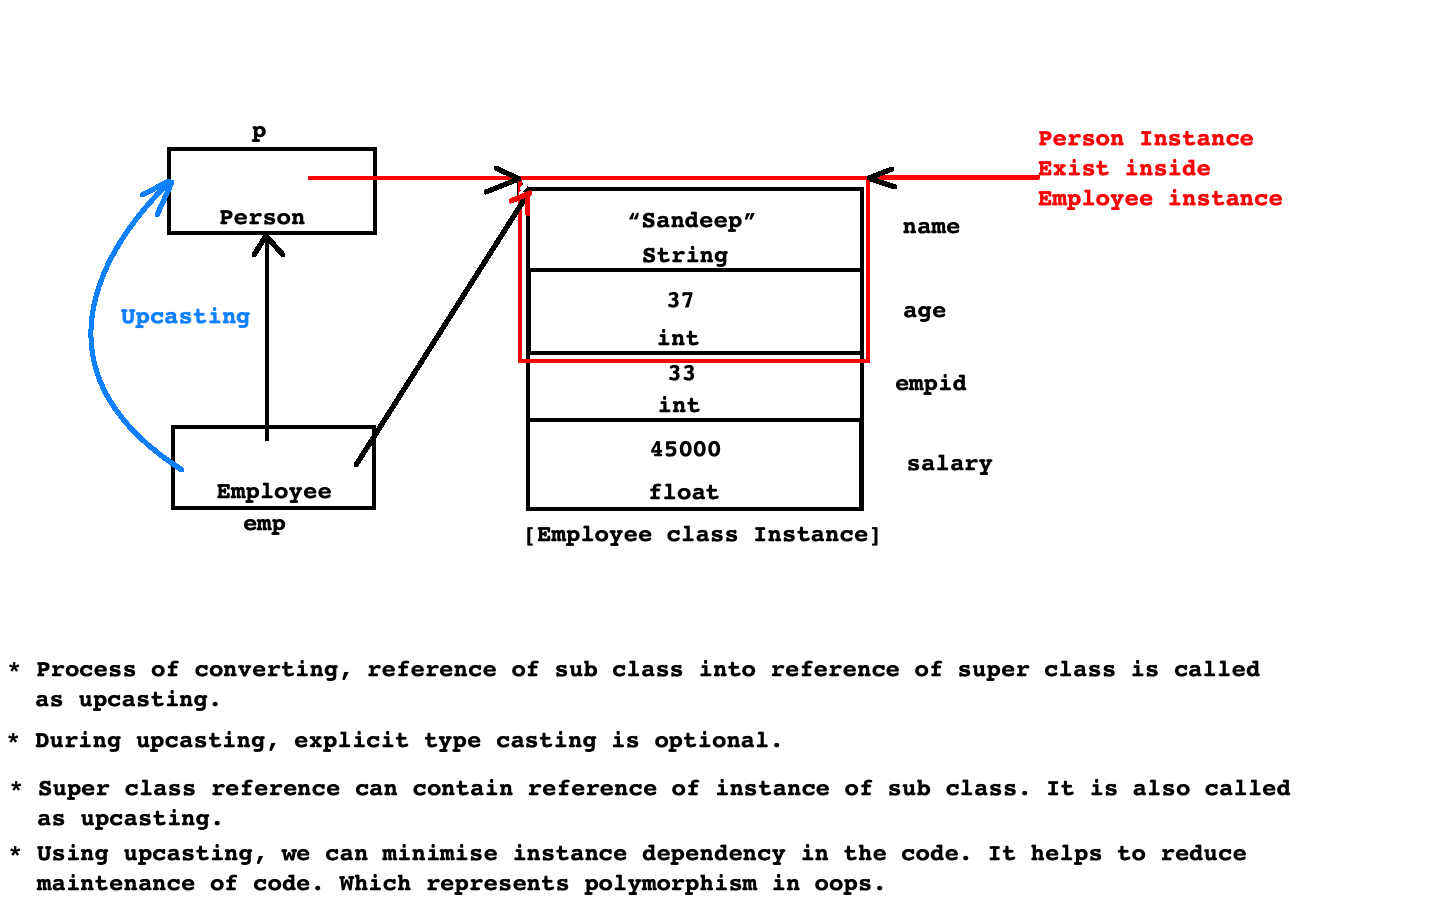 p
Person
Upcasting
Employee
emp
“Sandeep”
String
37
int
33
int
45000
float
[Employee class Instance]
name
age
empid
salary
Person Instance
Exist inside
Employee instance
* Process of converting, reference of sub class into reference of super class is called
as upcasting.
* During upcasting, explicit type casting is optional.
* Super class reference can contain reference of instance of sub class. It is also called
as upcasting.
* Using upcasting, we can minimise instance dependency in the code. It helps to reduce
maintenance of code. Which represents polymorphism in oops.